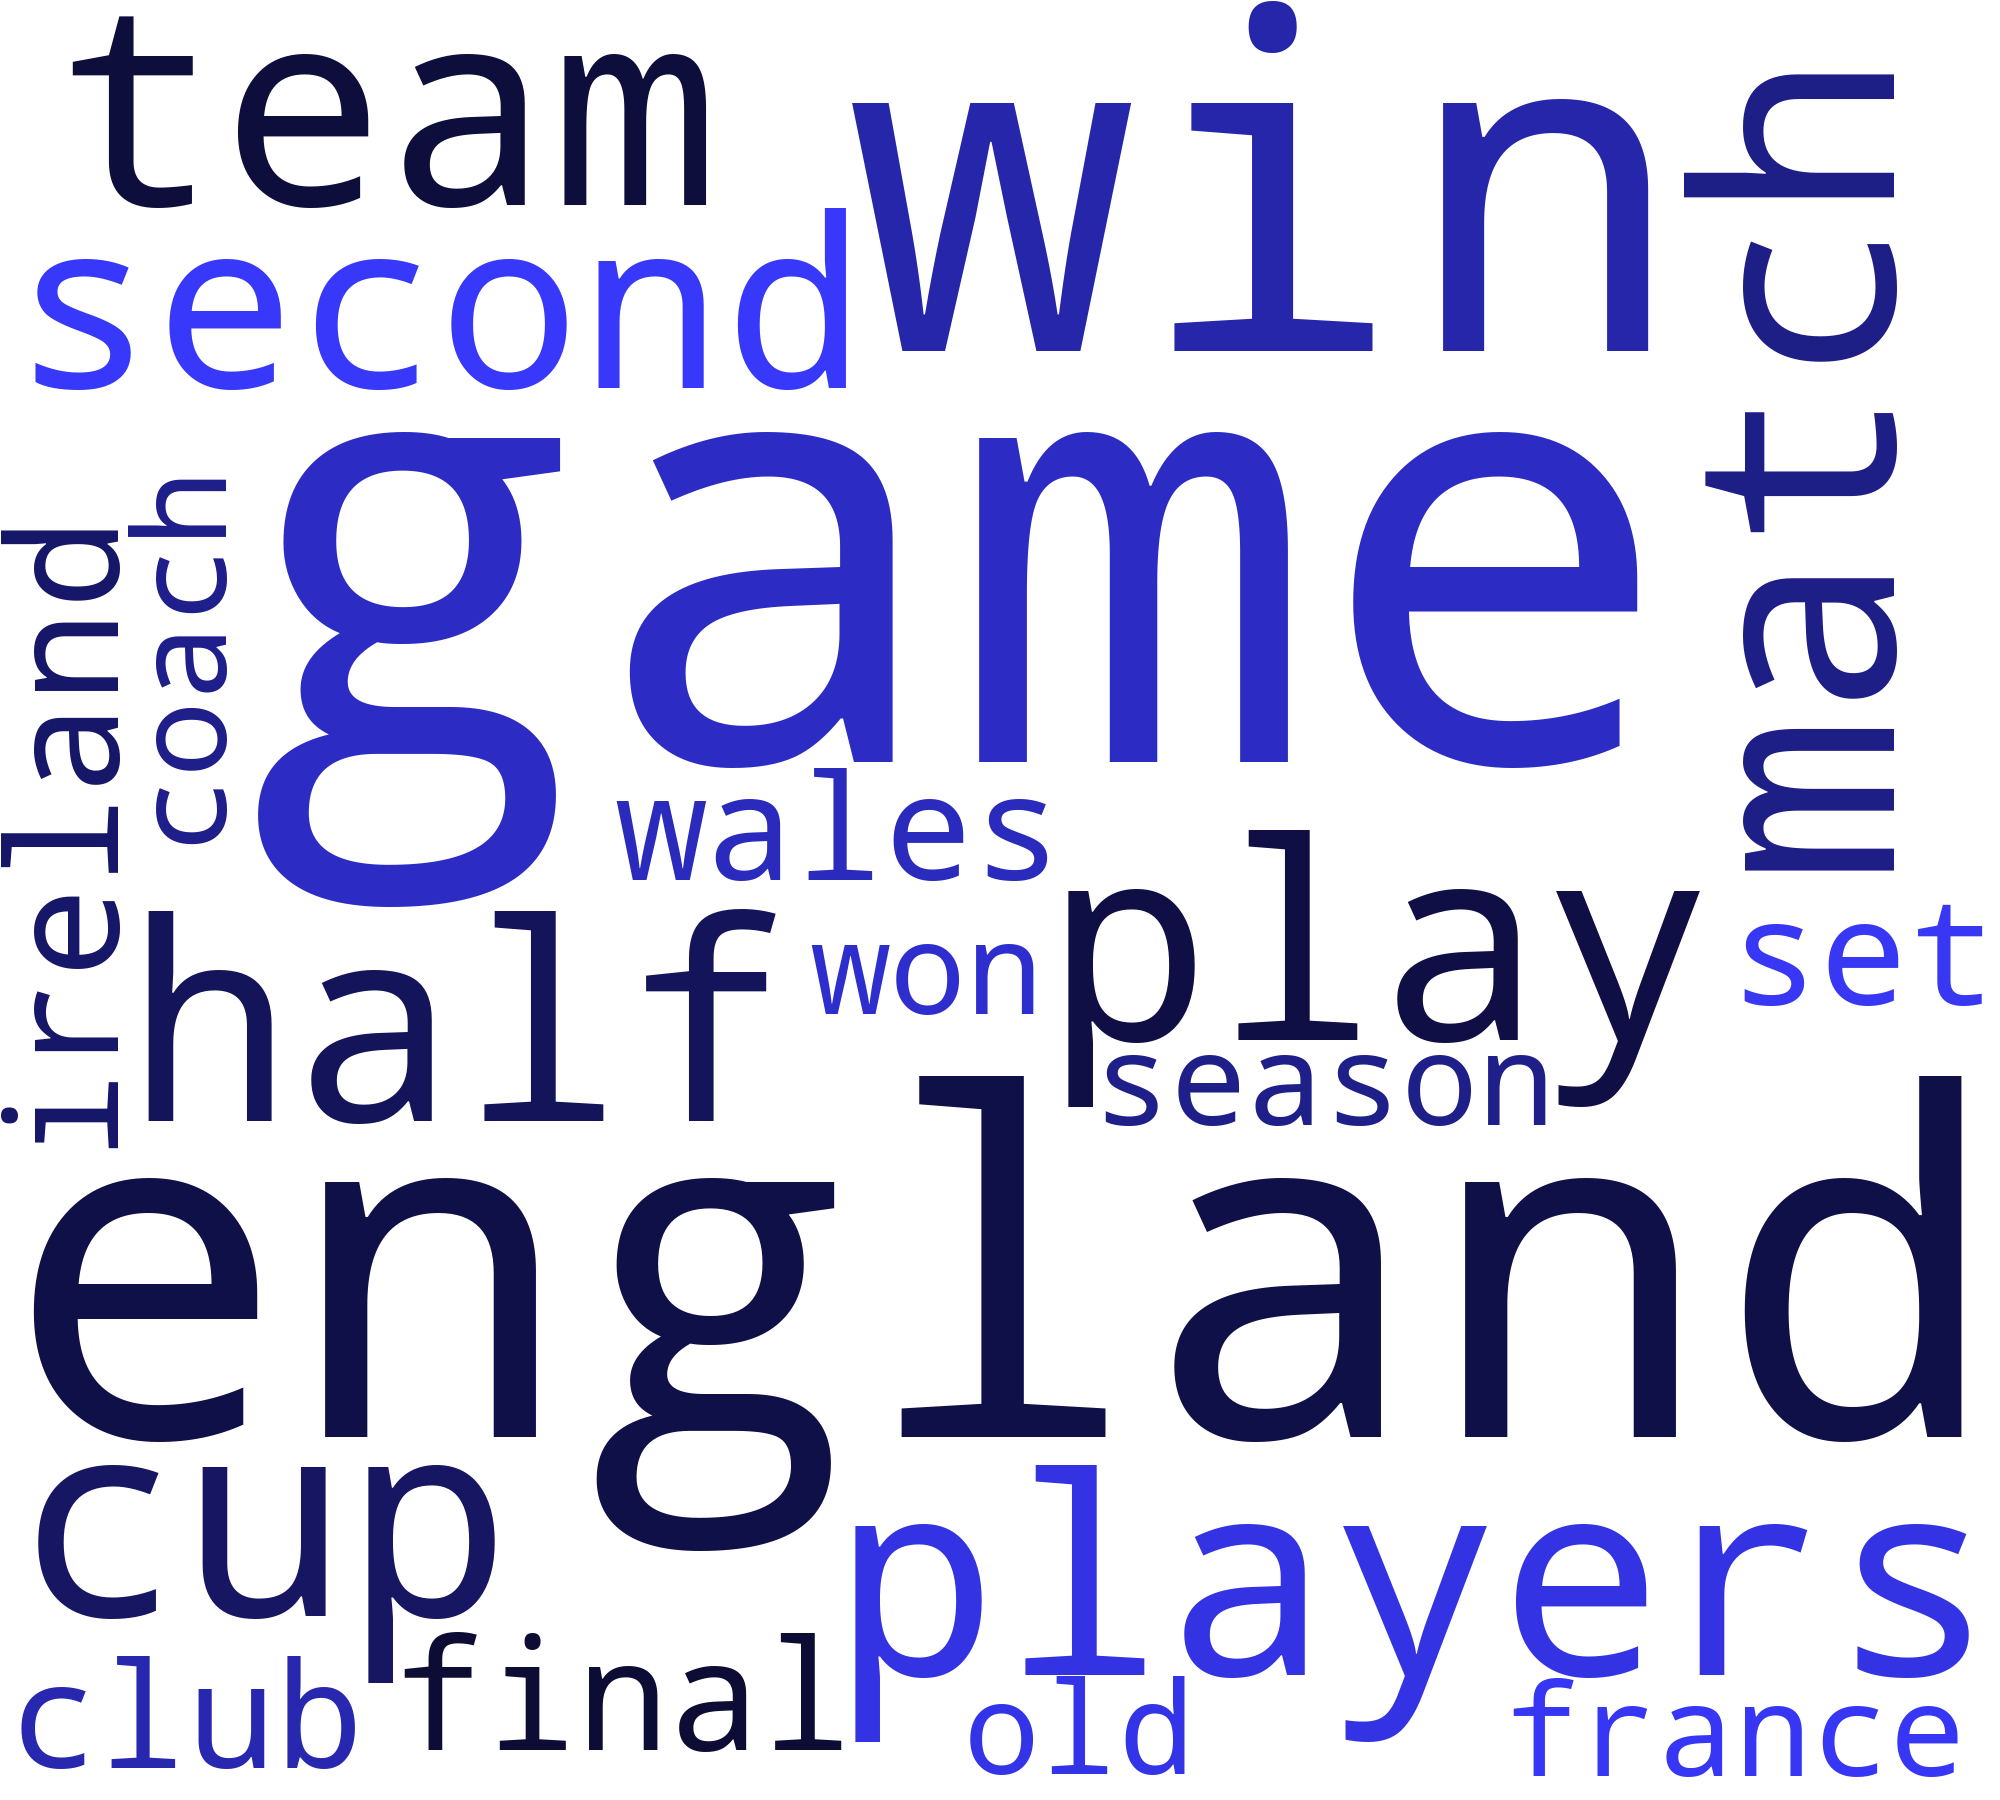 team
win
match
second
game
ireland
coach
wales
play
half
won
set
season
england
cup
players
club
final
old
france